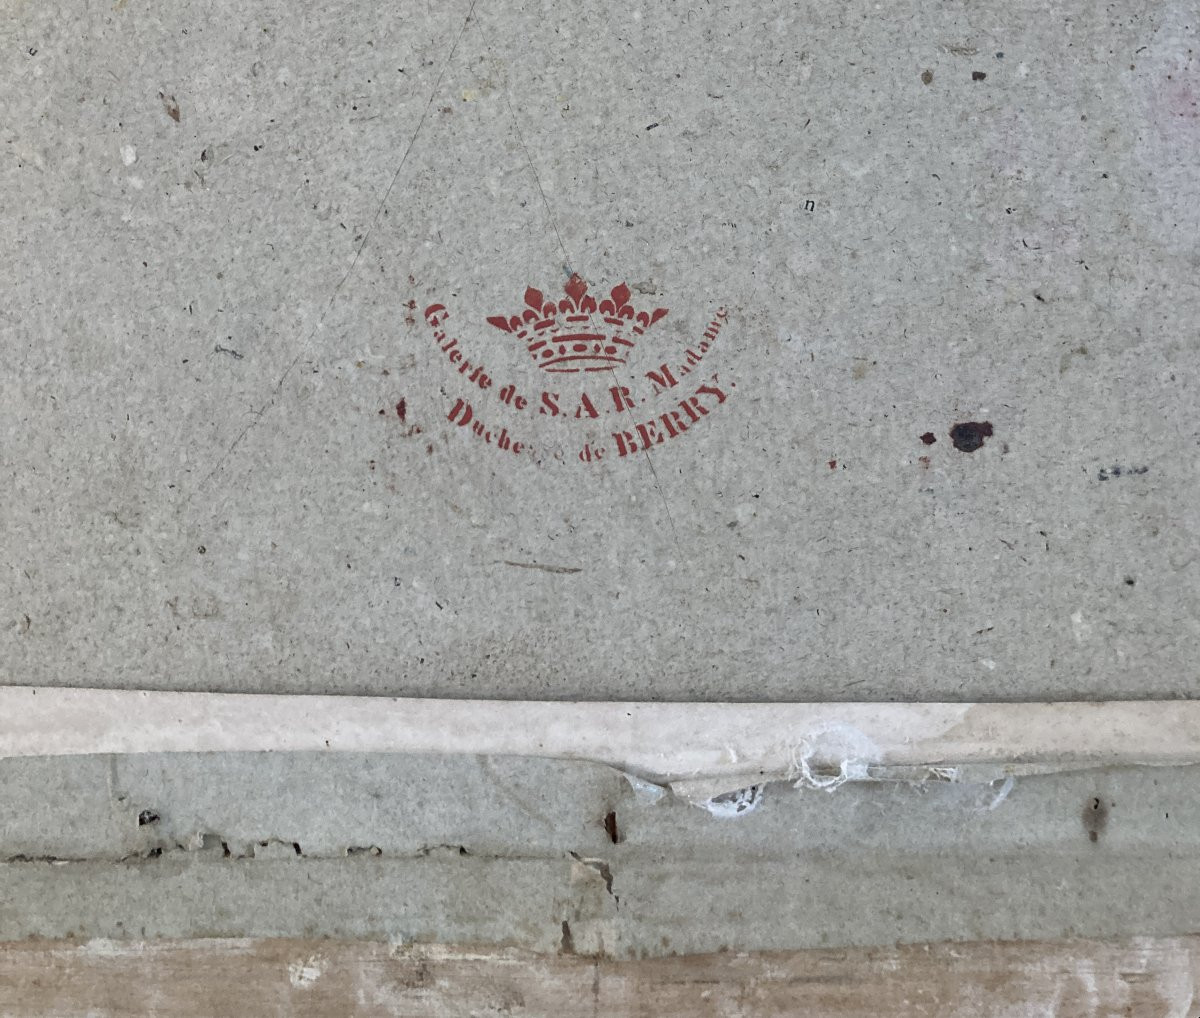 Galerie de S.A.R. Madame
Duchesse de BERRY.
n